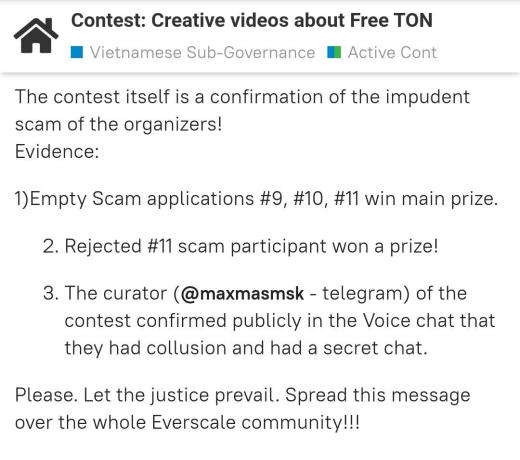 Contest: Creative videos about Free TON
Vietnamese Sub-Governance Active Cont
The contest itself is a confirmation of the impudent
scam of the organizers!
Evidence:
1)Empty Scam applications #9, #10, #11 win main prize.
2. Rejected #11 scam participant won a prize!
3. The curator (@maxmasmsk - telegram) of the
contest confirmed publicly in the Voice chat that
they had collusion and had a secret chat.
Please. Let the justice prevail. Spread this message
over the whole Everscale community!!!